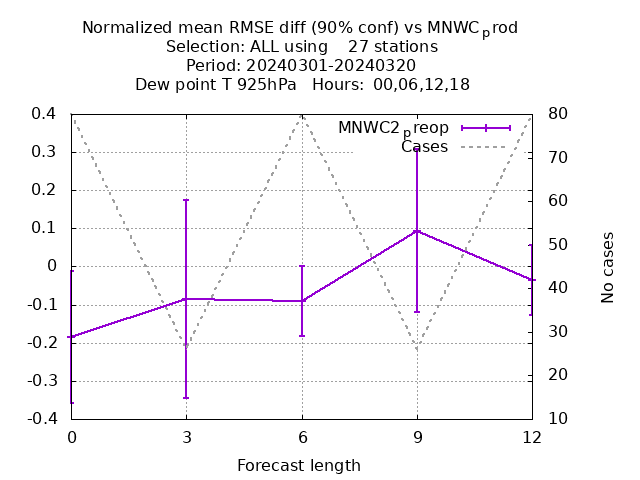 Normalized mean RMSE diff (90% conf) vs MNWC_prod
Selection: ALL using    27 stations
Period: 20240301-20240320
Dew point T 925hPa   Hours: 00,06,12,18
MNWC2_preop
Cases
0.4
0.3
0.2
0.1
0
-0.1
-0.2
-0.3
-0.4
80
70
60
50
40
30
20
10
No cases
0 3 6 9 12
Forecast length